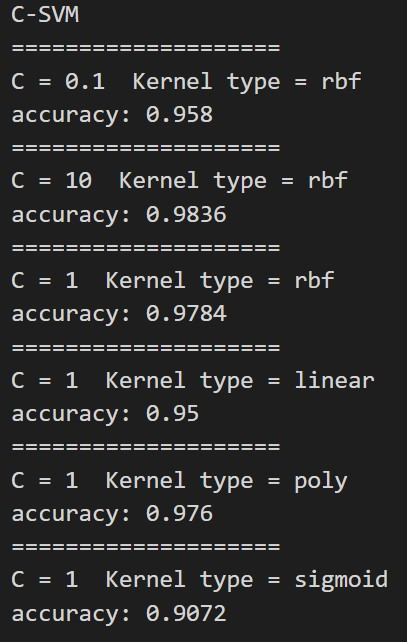 C-SVM
====================
C = 0.1  Kernel type = rbf
accuracy: 0.958
====================
C = 10  Kernel type = rbf
accuracy: 0.9836
====================
C = 1  Kernel type = rbf
accuracy: 0.9784
====================
C = 1  Kernel type = linear
accuracy: 0.95
====================
C = 1  Kernel type = poly
accuracy: 0.976
====================
C = 1  Kernel type = sigmoid
accuracy: 0.9072